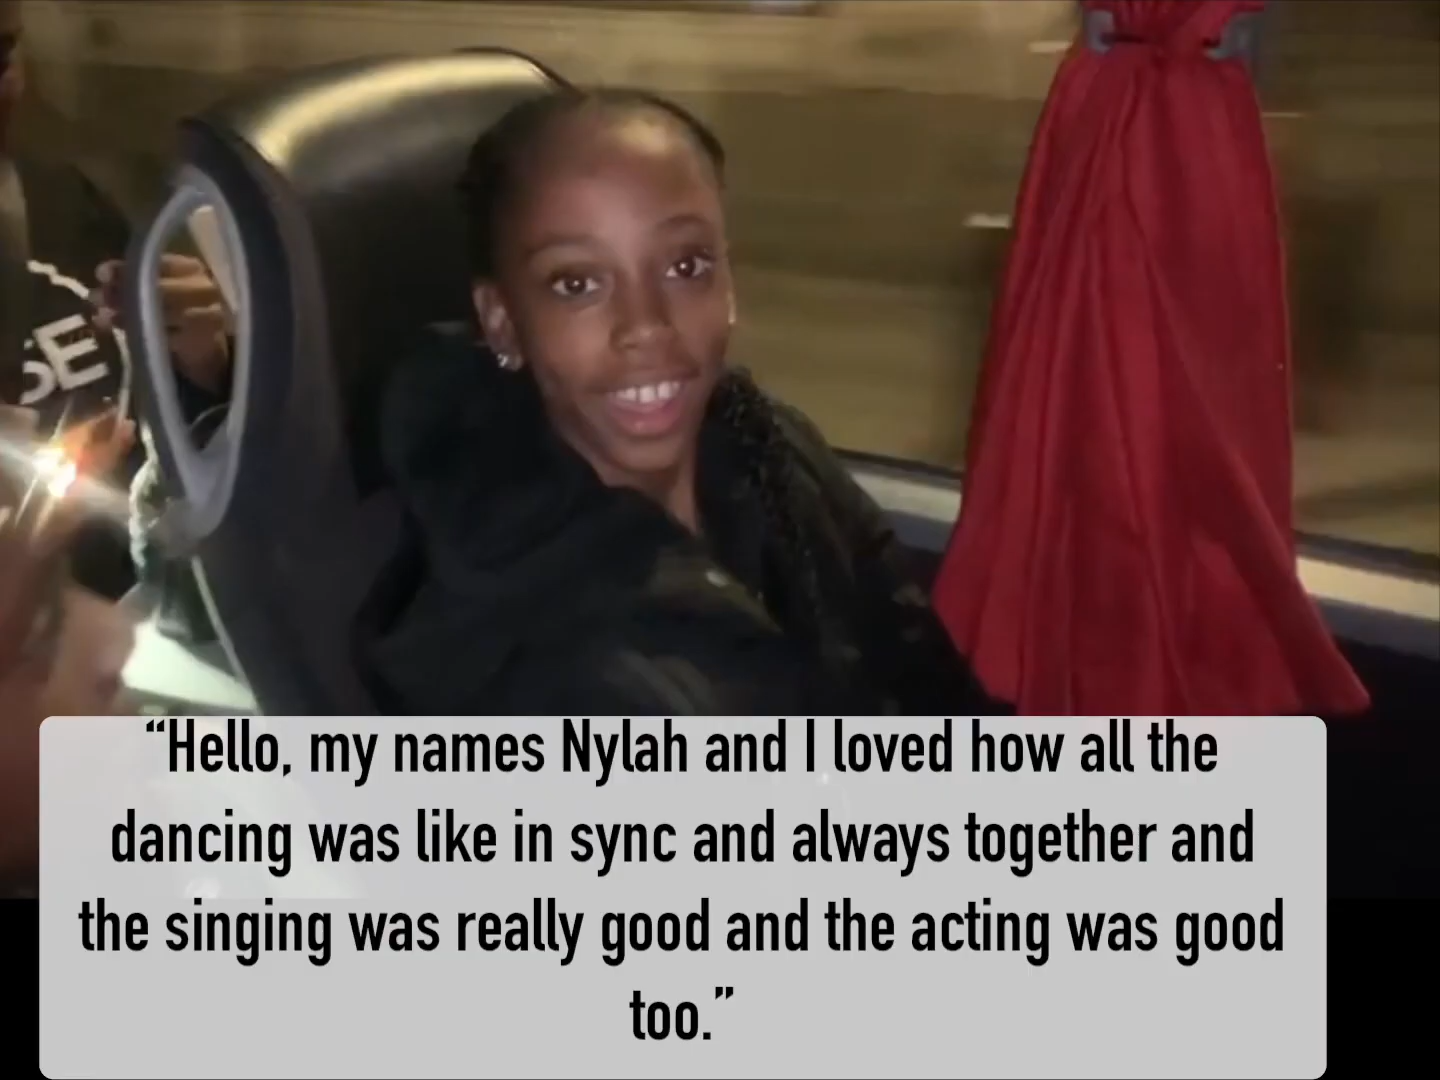 SE
“Hello, my names Nylah and I loved how all the
dancing was like in sync and always together and
the singing was really good and the acting was good
too.”